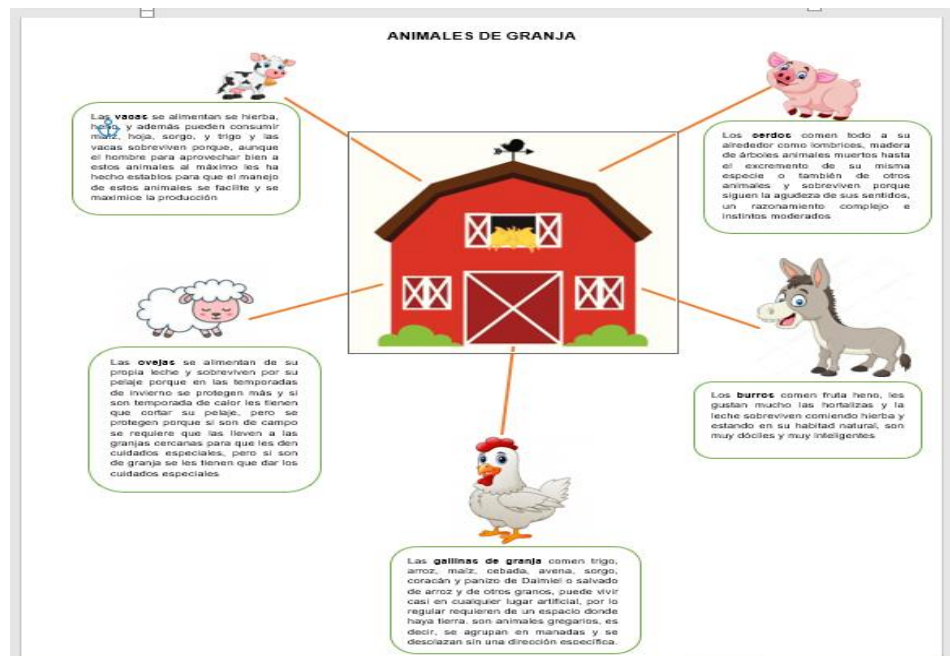 ANIMALES DE GRANJA
Las vacas se alimentan se hierba,
heno, y además pueden consumir
maíz, hoja, sorgo, y trigo y las
vacas sobreviven porque, aunque
el hombre para aprovechar bien a
estos animales al máximo les ha
hecho establos para que el manejo
de estos animales se facilite y se
maximice la producción
Los cerdos comen todo a su
alrededor como lombrices, madera
de árboles animales muertos hasta
el excremento de su misma
especie o también de otros
animales y sobreviven porque
siguen la agudeza de sus sentidos,
un razonamiento complejo e
instintos moderados
Las ovejas se alimentan de su
propia leche y sobreviven por su
pelaje porque en las temporadas
de invierno se protegen más y si
son temporada de calor les tienen
que cortar su pelaje, pero se
protegen porque si son de campo
se requiere que las lleven a las
granjas cercanas para que les den
cuidados especiales, pero si son
de granja se les tienen que dar los
cuidados especiales
Los burros comen fruta heno, les
gustan mucho las hortalizas y la
leche sobreviven comiendo hierba y
estando en su habitad natural, son
muy dóciles y muy inteligentes
Las gallinas de granja comen trigo,
arroz, maíz, cebada, avena, sorgo,
coracán y panizo de Daimiel o salvado
de arroz y de otros granos, puede vivir
casi en cualquier lugar artificial, por lo
regular requieren de un espacio donde
haya tierra. son animales gregarios, es
decir, se agrupan en manadas y se
desplazan sin una dirección específica.